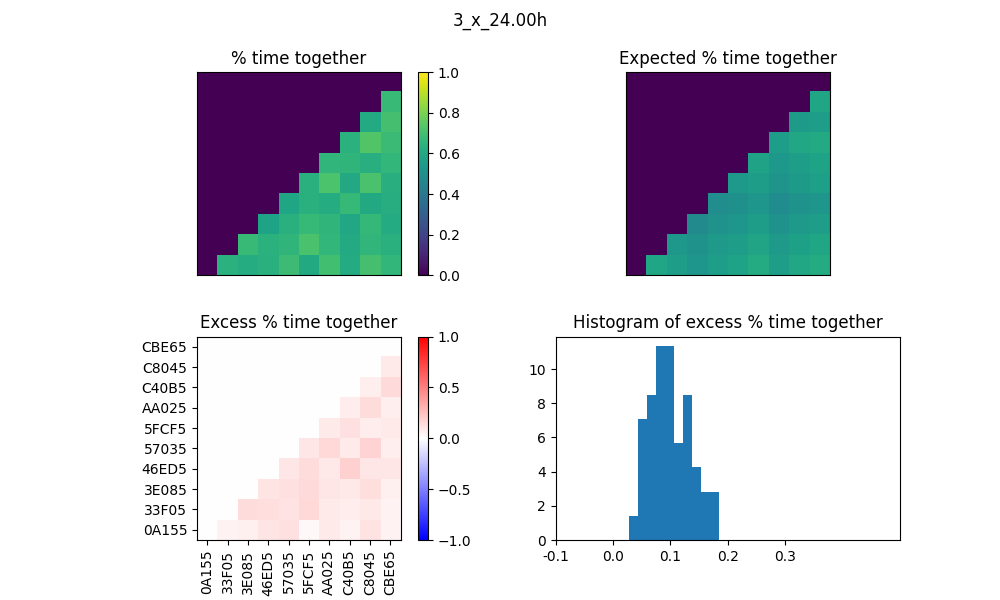 3_x_24.00h
% time together
Expected % time together
1.0
0.8
0.6
0.4
0.2
0.0
Excess % time together
Histogram of excess % time together
CBE65
C8045
C40B5
AA025
5FCF5
57035
46ED5
3E085
33F05
0A155
0A155
33F05
3E085
46ED5
57035
5FCF5
AA025
C40B5
C8045
CBE65
1.0
0.5
0.0
−0.5
−1.0
10
8
6
4
2
0
-0.1
0.0
0.1
0.2
0.3